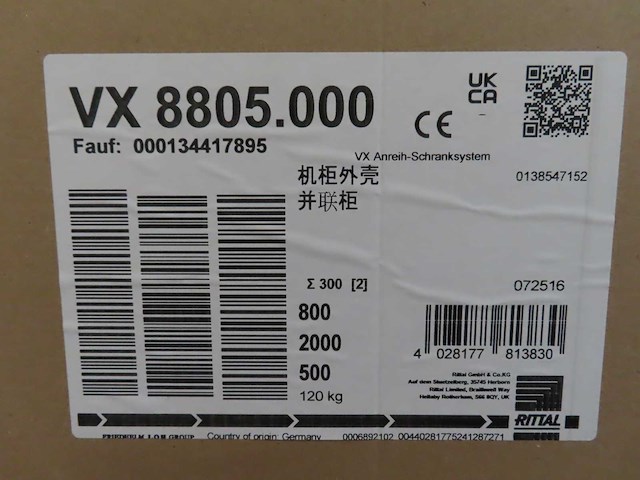 VX 8805.000
UK
CA
CE
Fauf: 000134417895
VX Anreih-Schranksystem
机柜外壳
并联柜
0138547152
Σ 300 [2]
072516
800
2000
500
120 kg
4 028177 813830
Rittal GmbH & Co.KG
Auf dem Stuetzelberg, 35745 Herborn
Rittal Limited, Braithwell Way
Hellaby Rotherham, S66 8QY, UK
RITTAL
FRIEDHELM LOH GROUP
Country of origin: Germany
0006892102 00440281775241287271